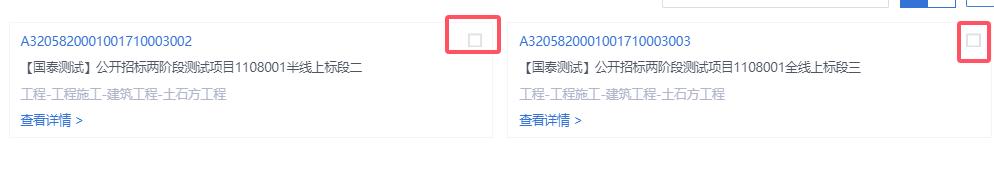 A3205820001001710003002
【国泰测试】公开招标两阶段测试项目1108001半线上标段二
工程-工程施工-建筑工程-土石方工程
查看详情 >
A3205820001001710003003
【国泰测试】公开招标两阶段测试项目1108001全线上标段三
工程-工程施工-建筑工程-土石方工程
查看详情 >